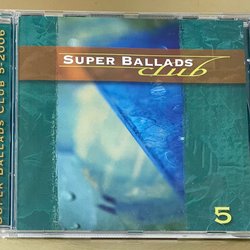 SUPER BALLADS
club
5
SUPER BALLADS CLUB 5-2006